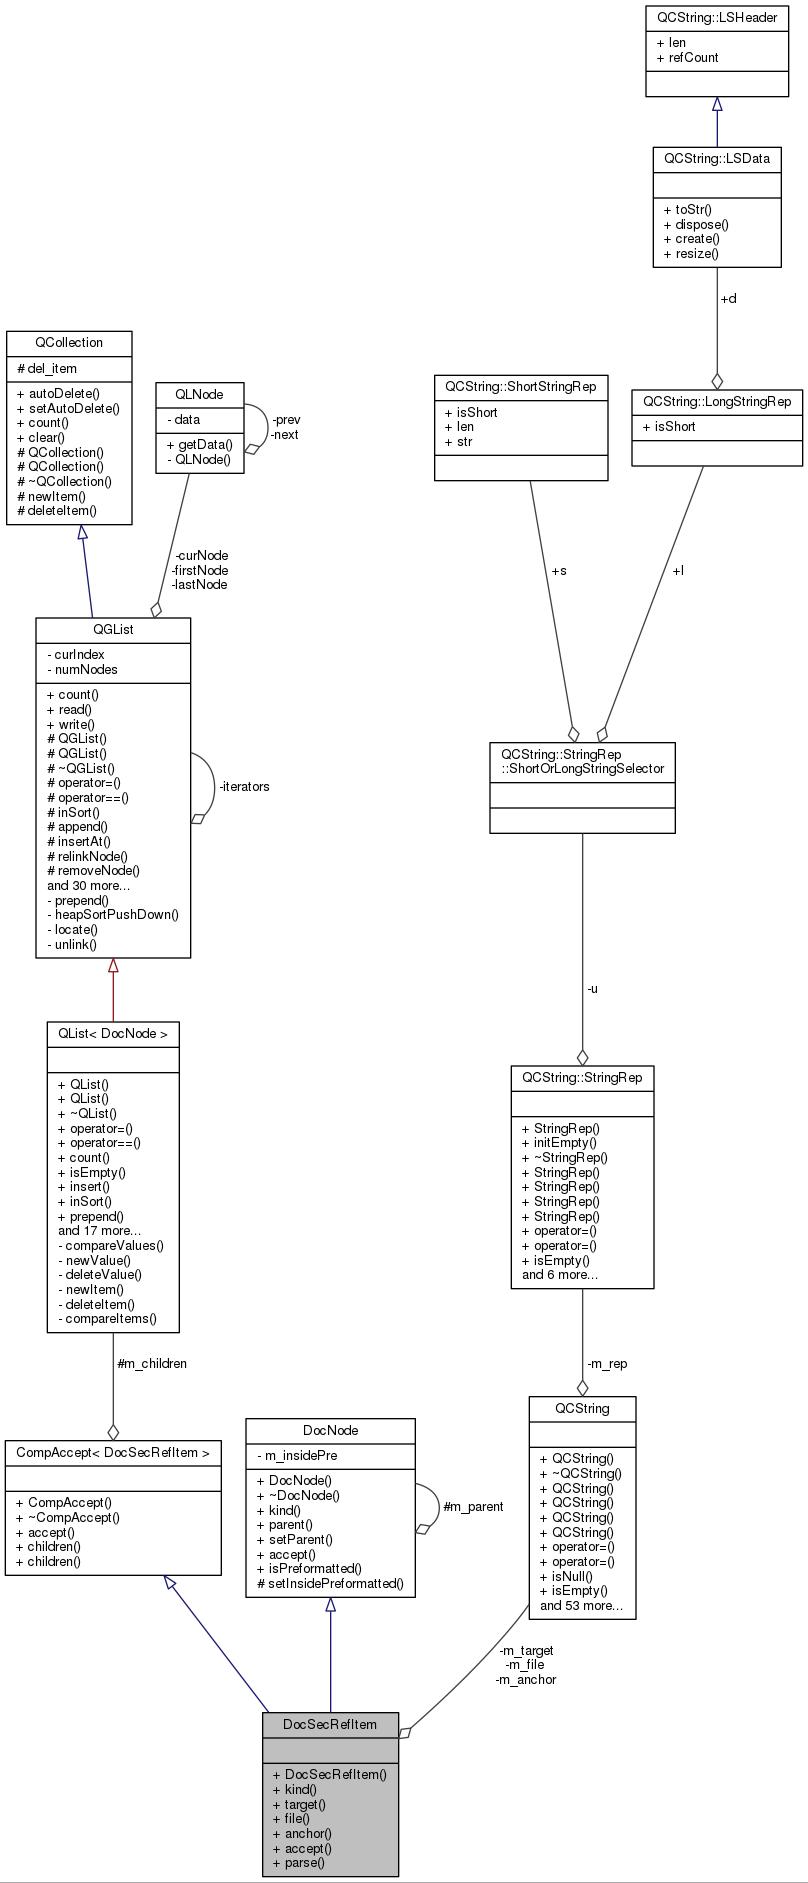 QCString::LSHeader
+ len
+ refCount
QCString::LSData
+ toStr()
+ dispose()
+ create()
+ resize()
+d
QCollection
# del_item
+ autoDelete()
+ setAutoDelete()
+ count()
+ clear()
# QCollection()
# QCollection()
# ~QCollection()
# newItem()
# deleteItem()
QLNode
- data
+ getData()
- QLNode()
-prev
-next
QCString::ShortStringRep
+ isShort
+ len
+ str
QCString::LongStringRep
+ isShort
-curNode
-firstNode
-lastNode
+s
+l
QGList
- curIndex
- numNodes
+ count()
+ read()
+ write()
# QGList()
# QGList()
# ~QGList()
# operator=()
# operator==()
# inSort()
# append()
# insertAt()
# relinkNode()
# removeNode()
and 30 more...
- prepend()
- heapSortPushDown()
- locate()
- unlink()
-iterators
QCString::StringRep
::ShortOrLongStringSelector
-u
QList< DocNode >
+ QList()
+ QList()
+ ~QList()
+ operator=()
+ operator==()
+ count()
+ isEmpty()
+ insert()
+ inSort()
+ prepend()
and 17 more...
- compareValues()
- newValue()
- deleteValue()
- newItem()
- deleteItem()
- compareItems()
QCString::StringRep
+ StringRep()
+ initEmpty()
+ ~StringRep()
+ StringRep()
+ StringRep()
+ StringRep()
+ StringRep()
+ operator=()
+ operator=()
+ isEmpty()
and 6 more...
#m_children
-m_rep
CompAccept< DocSecRefItem >
+ CompAccept()
+ ~CompAccept()
+ accept()
+ children()
+ children()
DocNode
- m_insidePre
+ DocNode()
+ ~DocNode()
+ kind()
+ parent()
+ setParent()
+ accept()
+ isPreformatted()
# setInsidePreformatted()
#m_parent
QCString
+ QCString()
+ ~QCString()
+ QCString()
+ QCString()
+ QCString()
+ QCString()
+ operator=()
+ operator=()
+ isNull()
+ isEmpty()
and 53 more...
-m_target
-m_file
-m_anchor
DocSecRefItem
+ DocSecRefItem()
+ kind()
+ target()
+ file()
+ anchor()
+ accept()
+ parse()